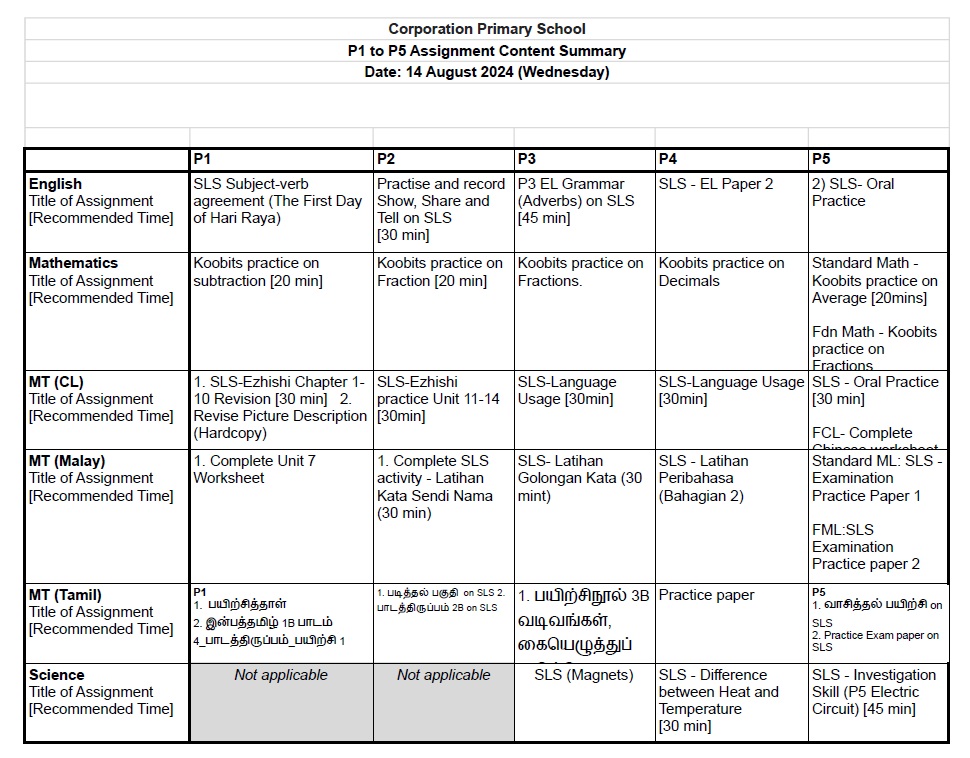 Corporation Primary School
P1 to P5 Assignment Content Summary
Date: 14 August 2024 (Wednesday)
P1 P2 P3 P4 P5
English
Title of Assignment
[Recommended Time]
SLS Subject-verb
agreement (The First Day
of Hari Raya)
Practise and record
Show, Share and
Tell on SLS
[30 min]
P3 EL Grammar
(Adverbs) on SLS
[45 min]
SLS - EL Paper 2
2) SLS- Oral
Practice
Mathematics
Title of Assignment
[Recommended Time]
Koobits practice on
subtraction [20 min]
Koobits practice on
Fraction [20 min]
Koobits practice on
Fractions.
Koobits practice on
Decimals
Standard Math -
Koobits practice on
Average [20mins]
Fdn Math - Koobits
practice on
Fractions
MT (CL)
Title of Assignment
[Recommended Time]
1. SLS-Ezhishi Chapter 1-
10 Revision [30 min] 2.
Revise Picture Description
(Hardcopy)
SLS-Ezhishi
practice Unit 11-14
[30min]
SLS-Language
Usage [30min]
SLS-Language Usage
[30min]
SLS - Oral Practice
[30 min]
FCL- Complete
Chinese worksheet
MT (Malay)
Title of Assignment
[Recommended Time]
1. Complete Unit 7
Worksheet
1. Complete SLS
activity - Latihan
Kata Sendi Nama
(30 min)
SLS- Latihan
Golongan Kata (30
mint)
SLS - Latihan
Peribahasa
(Bahagian 2)
Standard ML: SLS -
Examination
Practice Paper 1
FML:SLS
Examination
Practice paper 2
MT (Tamil)
Title of Assignment
[Recommended Time]
P1
1. பயிற்சித்தாள்
2. இன்பத்தமிழ் 1B பாடம்
4_பாடத்திருப்பம்_பயிற்சி 1
1. படித்தல் பகுதி on SLS 2.
பாடத்திருப்பம் 2B on SLS
1. பயிற்சிநூல் 3B
வடிவங்கள்,
கையெழுத்துப்
Practice paper
P5
1. வாசித்தல் பயிற்சி on
SLS
2. Practice Exam paper on
SLS
Science
Title of Assignment
[Recommended Time]
Not applicable
Not applicable
SLS (Magnets)
SLS - Difference
between Heat and
Temperature
[30 min]
SLS - Investigation
Skill (P5 Electric
Circuit) [45 min]